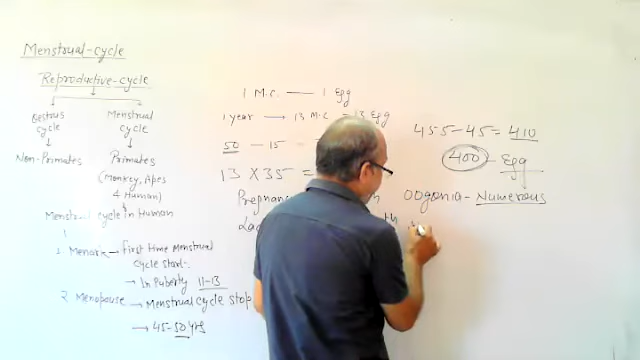 Menstrual-cycle
Reproductive-cycle
Oestrus Menstrual
cycle cycle
Non-Primates Primates
(Monkey, Apes
& Human)
Menstrual cycle in Human
1. Menark - First time Menstrual
cycle start.
→ In Puberty 11-13
2. Menopause → Menstrual cycle stop
→ 45-50 yrs
1 M.C. — 1 Egg
1 year → 13 M.C — 13 Egg
50 - 15 =
13 X 35 =
Pregnan
455-45 = 410
400 - Egg
Oogonia - Numerous